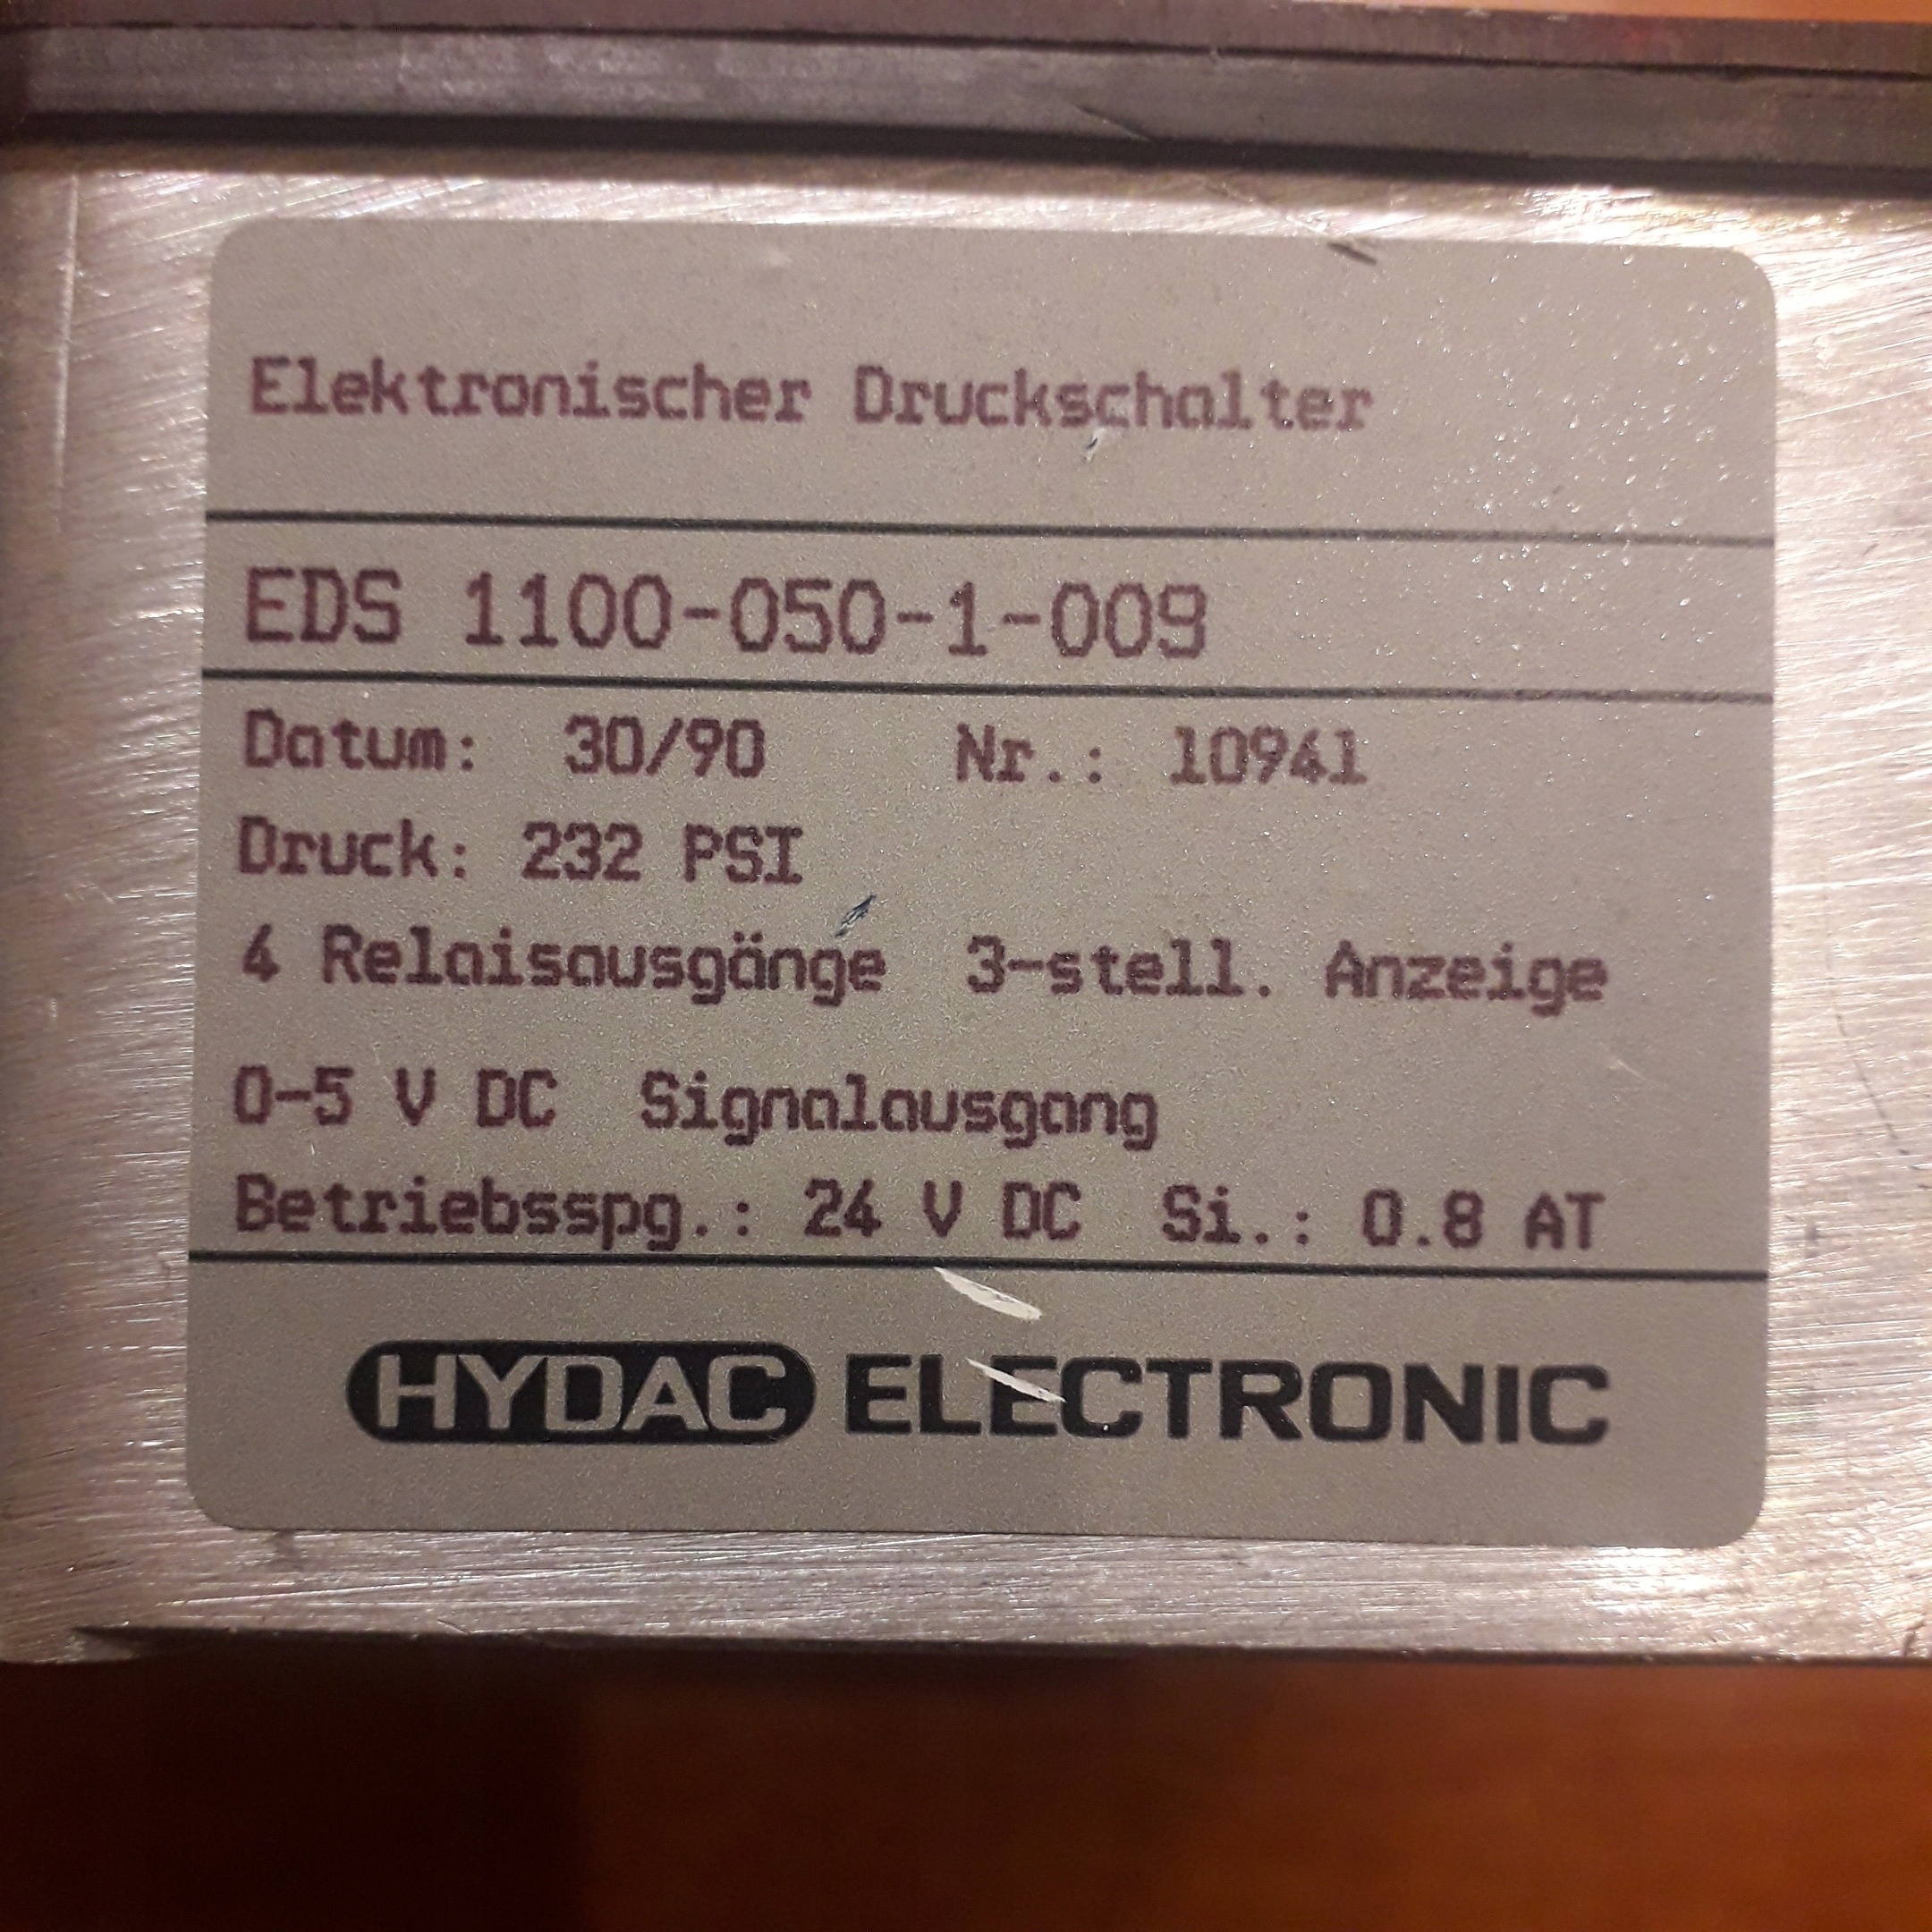 Elektronischer Druckschalter
EDS 1100-050-1-009
Datum: 30/90 Nr.: 10941
Druck: 232 PSI
4 Relaisausgänge 3-stell. Anzeige
0-5 V DC Signalausgang
Betriebsspg.: 24 V DC Si.: 0.8 AT
HYDAC ELECTRONIC